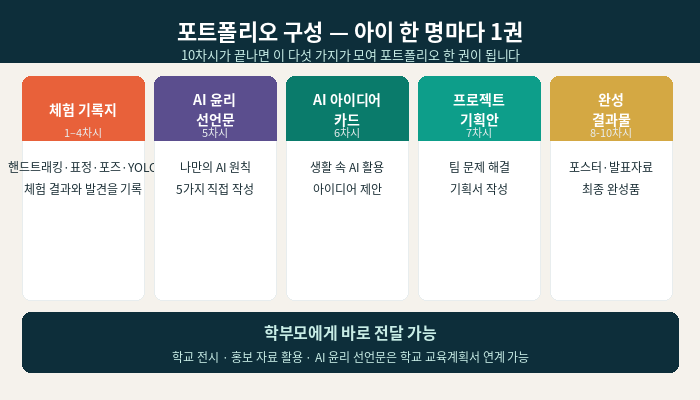 포트폴리오 구성 — 아이 한 명마다 1권
10차시가 끝나면 이 다섯 가지가 모여 포트폴리오 한 권이 됩니다
체험 기록지
1–4차시
핸드트래킹·표정·포즈·YOLO
체험 결과와 발견을 기록
AI 윤리
선언문
5차시
나만의 AI 원칙
5가지 직접 작성
AI 아이디어
카드
6차시
생활 속 AI 활용
아이디어 제안
프로젝트
기획안
7차시
팀 문제 해결
기획서 작성
완성
결과물
8-10차시
포스터·발표자료
최종 완성품
학부모에게 바로 전달 가능
학교 전시 · 홍보 자료 활용 · AI 윤리 선언문은 학교 교육계획서 연계 가능